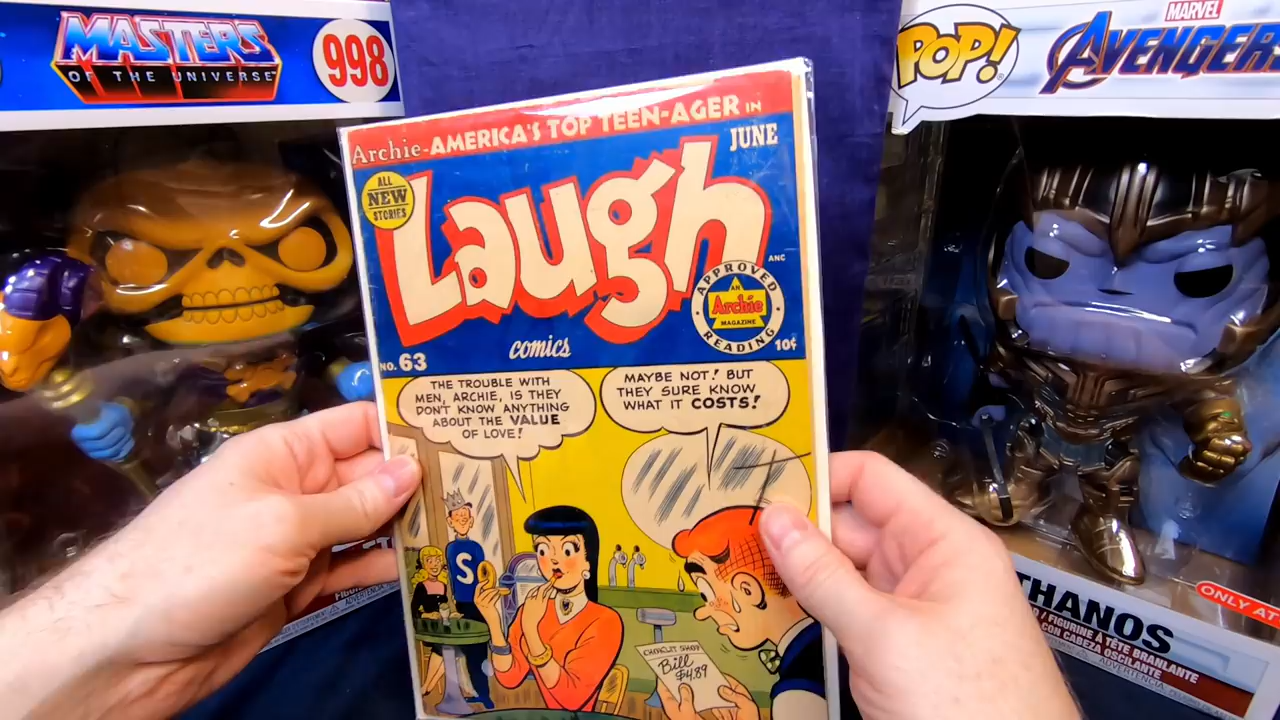 MASTERS
OF THE UNIVERSE
998
POP!
MARVEL
AVENGERS
Archie-AMERICA'S TOP TEEN-AGER IN
JUNE
ALL
NEW
STORIES
Laugh
ANC
APPROVED
AN
Archie
MAGAZINE
READING
comics
NO. 63
10¢
THE TROUBLE WITH
MEN, ARCHIE, IS THEY
DON'T KNOW ANYTHING
ABOUT THE VALUE
OF LOVE!
MAYBE NOT! BUT
THEY SURE KNOW
WHAT IT COSTS!
S
CHOKLIT SHOP
Bill
$4.89
THANOS
FIGURINE À TÊTE BRANLANTE
CON CABEZA OSCILANTE
ONLY AT